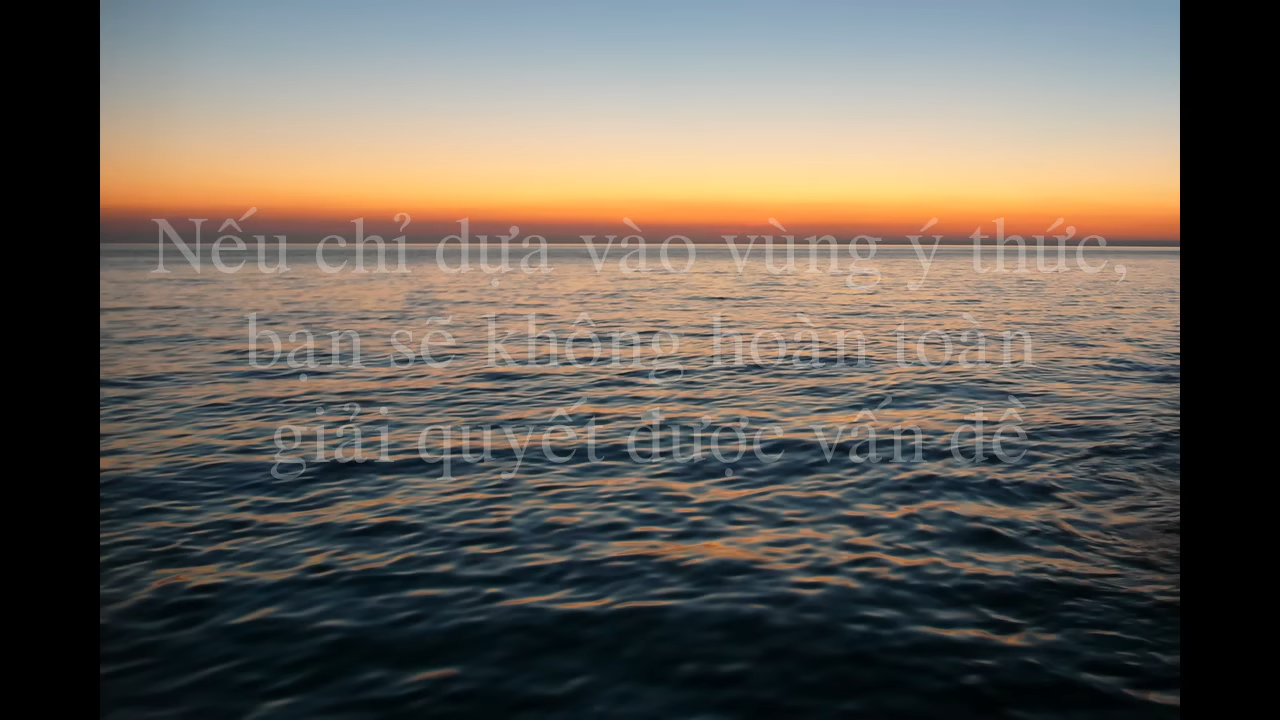 Nếu chỉ dựa vào vùng ý thức,
bạn sẽ không hoàn toàn
giải quyết được vấn đề